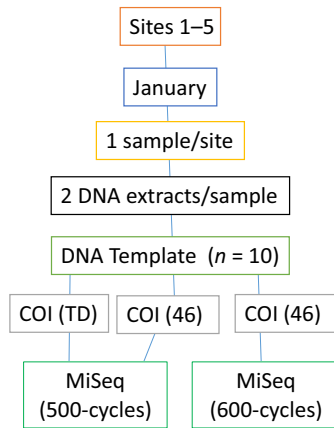 Sites 1–5
January
1 sample/site
2 DNA extracts/sample
DNA Template (n = 10)
COI (TD)
COI (46)
COI (46)
MiSeq
(500-cycles)
MiSeq
(600-cycles)